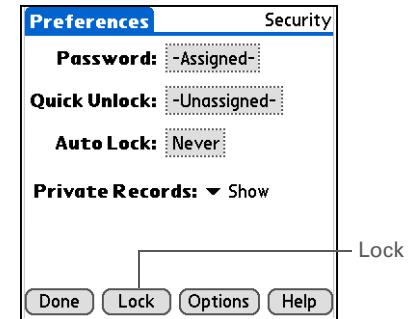 Preferences Security
Password: -Assigned-
Quick Unlock: -Unassigned-
Auto Lock: Never
Private Records: Show
Lock
Done Lock Options Help